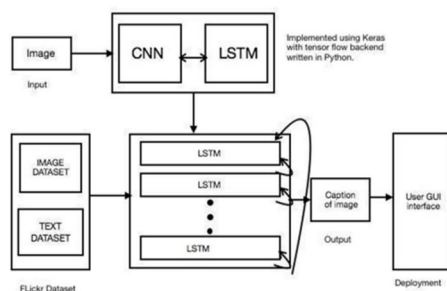 Image
Input
CNN
LSTM
Implemented using Keras
with tensor flow backend
written in Python.
IMAGE
DATASET
TEXT
DATASET
FLickr Dataset
LSTM
LSTM
LSTM
Caption
of image
Output
User GUI
interface
Deployment